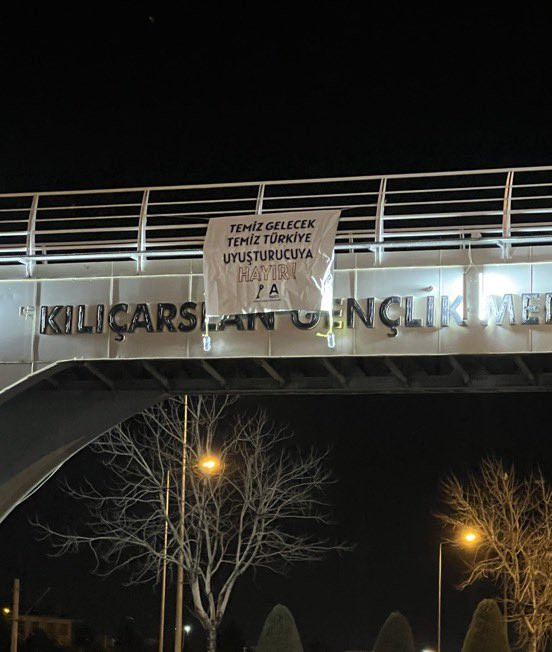 TEMİZ GELECEK
TEMİZ TÜRKİYE
UYUŞTURUCUYA
HAYIR!
A
KILIÇARSLAN GENÇLİK